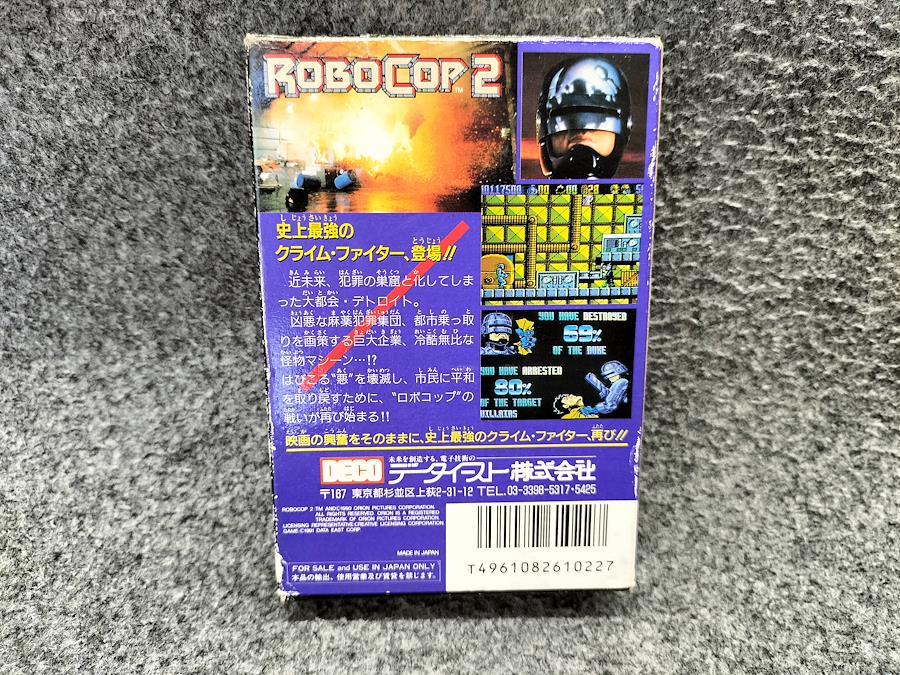 ROBOCOP 2™
史上最強の
クライム・ファイター、登場!!
近未来、犯罪の巣窟と化してしま
った大都会・デトロイト。
凶悪な麻薬犯罪集団、都市乗っ取
りを画策する巨大企業、冷酷無比な
怪物マシーン…!?
はびこる“悪”を壊滅し、市民に平和
を取り戻すために、“ロボコップ”の
戦いが再び始まる!!
YOU HAVE DESTROYED
69%
OF THE NUKE
YOU HAVE ARRESTED
80%
OF THE TARGET
VILLAINS
映画の興奮をそのままに、史上最強のクライム・ファイター、再び!!
DECO
未来を創造する、電子技術の
データイースト株式会社
〒167 東京都杉並区上荻2-31-12 TEL.03-3398-5317・5425
ROBOCOP 2 TM AND © 1990 ORION PICTURES CORPORATION.
ALL RIGHTS RESERVED. ORION IS A REGISTERED
TRADEMARK OF ORION PICTURES CORPORATION
LICENSING REPRESENTATIVE: CREATIVE LICENSING CORPORATION
GAME: © 1991 DATA EAST CORP.
MADE IN JAPAN
FOR SALE and USE IN JAPAN ONLY
本品の輸出、使用営業及び賃貸を禁じます。
T4961082610227